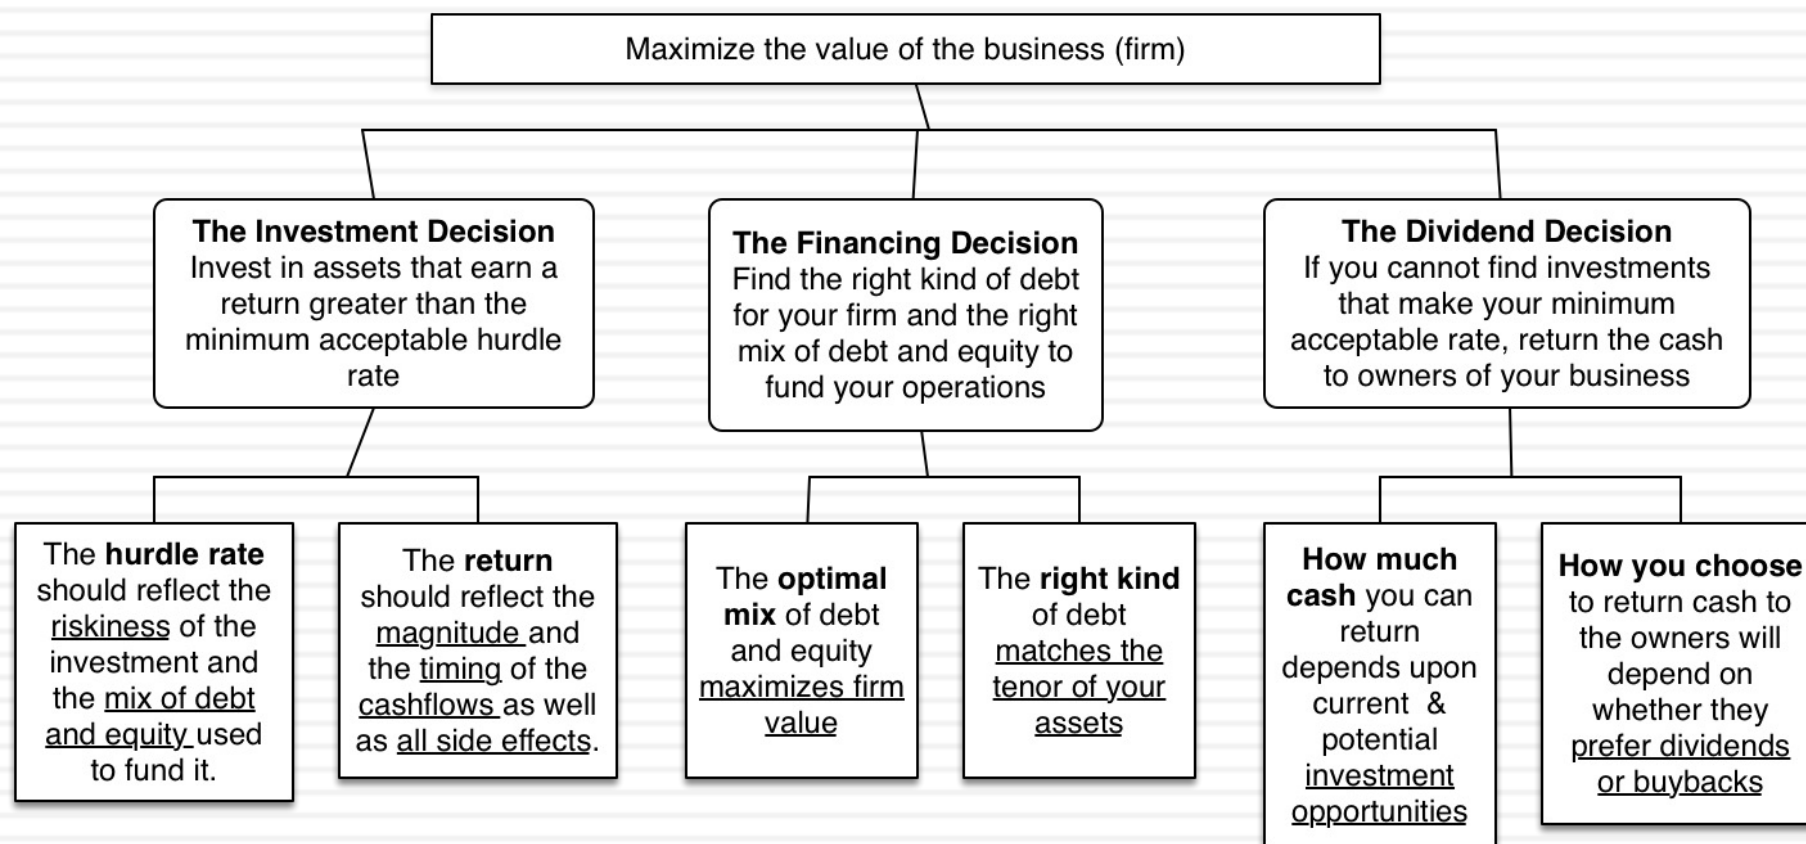 Maximize the value of the business (firm)
The Investment Decision
Invest in assets that earn a
return greater than the
minimum acceptable hurdle
rate
The Financing Decision
Find the right kind of debt
for your firm and the right
mix of debt and equity to
fund your operations
The Dividend Decision
If you cannot find investments
that make your minimum
acceptable rate, return the cash
to owners of your business
The hurdle rate
should reflect the
riskiness of the
investment and
the mix of debt
and equity used
to fund it.
The return
should reflect the
magnitude and
the timing of the
cashflows as well
as all side effects.
The optimal
mix of debt
and equity
maximizes firm
value
The right kind
of debt
matches the
tenor of your
assets
How much
cash you can
return
depends upon
current & 
potential
investment
opportunities
How you choose
to return cash to
the owners will
depend on
whether they
prefer dividends
or buybacks